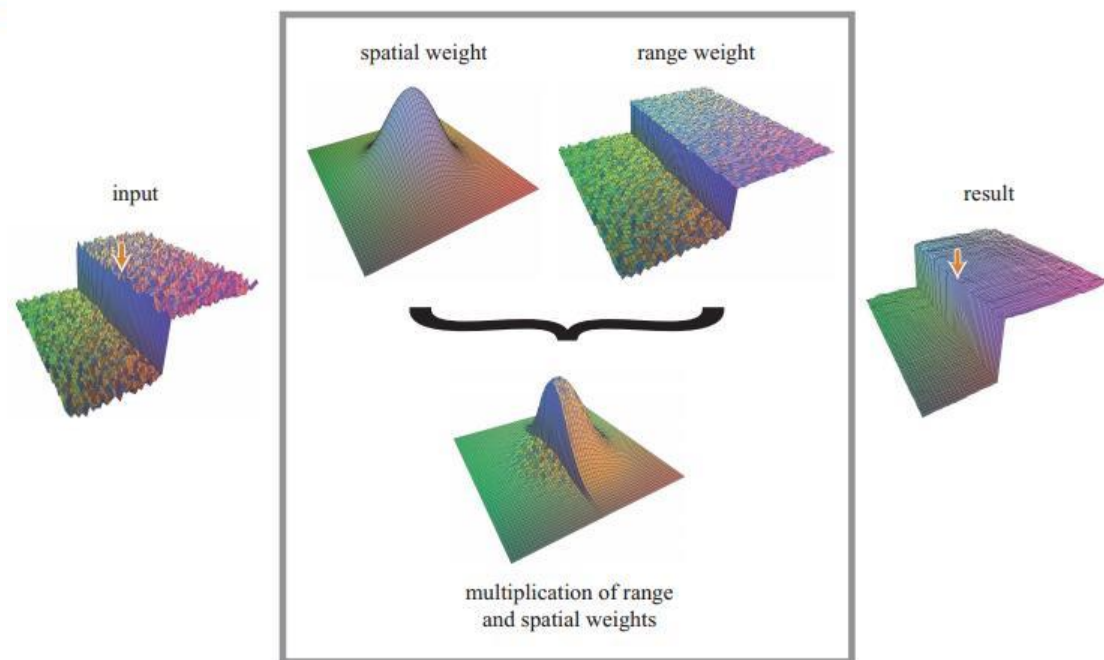 spatial weight
range weight
input
result
multiplication of range
and spatial weights